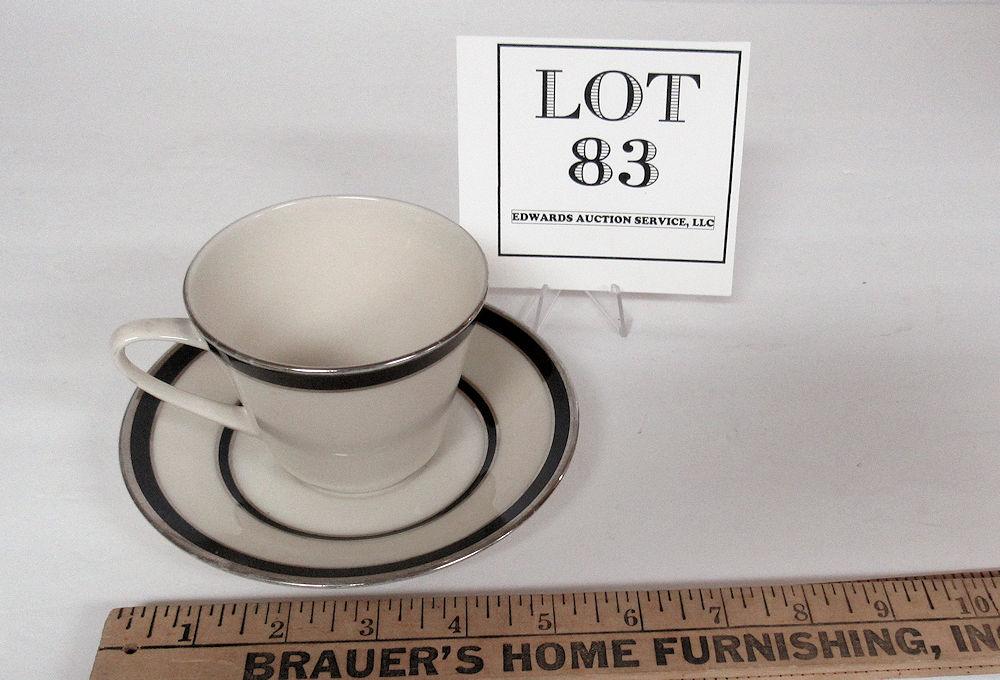 LOT
83
EDWARDS AUCTION SERVICE, LLC
1 2 3 4 5 6 7 8 9 10
BRAUER'S HOME FURNISHING, INC